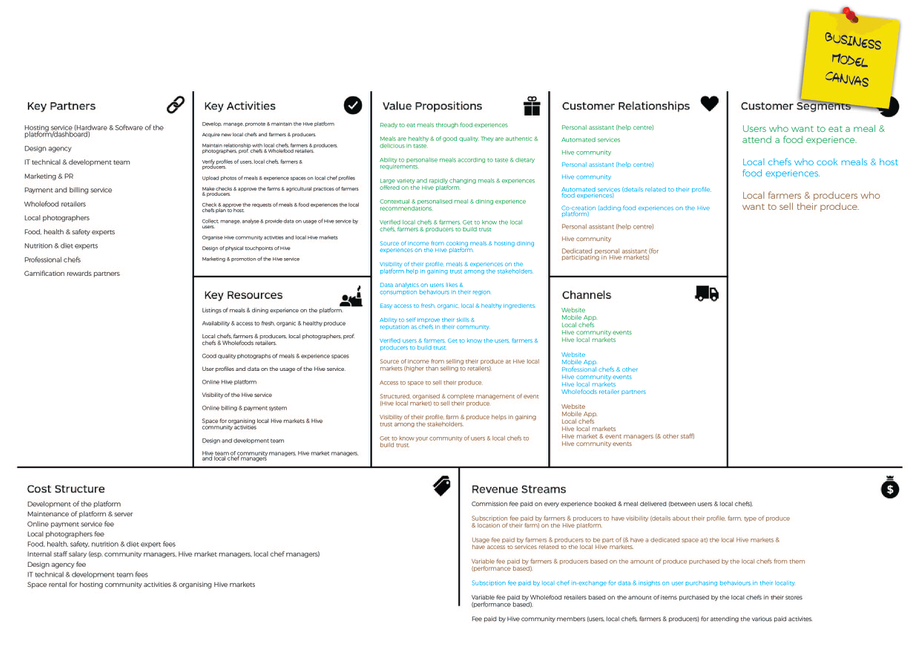 BUSINESS
MODEL
CANVAS
Key Partners
Hosting service (Hardware & Software of the
platform/dashboard)
Design agency
IT technical & development team
Marketing & PR
Payment and billing service
Wholefood retailers
Local photographers
Food, health & safety experts
Nutrition & diet experts
Professional chefs
Gamification rewards partners
Key Activities
Develop, manage, promote & maintain the Hive platform
Acquire new local chefs and farmers & producers.
Maintain relationship with local chefs, farmers & producers,
photographers, prof. chefs & Wholefood retailers.
Verify profiles of users, local chefs, farmers &
producers.
Upload photos of meals & experience spaces on local chef profiles
Make checks & approve the farms & agricultural practices of farmers
& producers.
Check & approve the requests of meals & food experiences the local
chefs plan to host.
Collect, manage, analyse & provide data on usage of Hive service by
users.
Organise Hive community activities and local Hive markets
Design of physical touchpoints of Hive
Marketing & promotion of the Hive service
Key Resources
Listings of meals & dining experience on the platform.
Availability & access to fresh, organic & healthy produce
Local chefs, farmers & producers, local photographers, prof.
chefs & Wholefoods retailers.
Good quality photographs of meals & experience spaces
User profiles and data on the usage of the Hive service.
Online Hive platform
Visibility of the Hive service
Online billing & payment system
Space for organising local Hive markets & Hive
community activities
Design and development team
Hive team of community managers, Hive market managers,
and local chef managers
Value Propositions
Ready to eat meals through food experiences
Meals are healthy & of good quality. They are authentic &
delicious in taste.
Ability to personalise meals according to taste & dietary
requirements.
Large variety and rapidly changing meals & experiences
offered on the Hive platform.
Contextual & personalised meal & dining experience
recommendations.
Verified local chefs & farmers. Get to know the local
chefs, farmers & producers to build trust.
Source of income from cooking meals & hosting dining
experiences on the Hive platform.
Visibility of their profile, meals & experiences on the
platform help in gaining trust among the stakeholders.
Data analytics on users likes &
consumption behaviours in their region.
Easy access to fresh, organic, local & healthy ingredients.
Ability to self improve their skills &
reputation as chefs in their community.
Verified users & farmers. Get to know the users, farmers &
producers to build trust.
Source of income from selling their produce at Hive local
markets (higher than selling to retailers).
Access to space to sell their produce.
Structured, organised & complete management of event
(Hive local market) to sell their produce.
Visibility of their profile, farm & produce helps in gaining
trust among the stakeholders.
Get to know your community of users & local chefs to
build trust.
Customer Relationships
Personal assistant (help centre)
Automated services
Hive community
Personal assistant (help centre)
Hive community
Automated services (details related to their profile,
food experiences)
Co-creation (adding food experiences on the Hive
platform)
Personal assistant (help centre)
Hive community
Dedicated personal assistant (for
participating in Hive markets)
Channels
Website
Mobile App.
Local chefs
Hive community events
Hive local markets
Website
Mobile App.
Professional chefs & other
Hive community events.
Hive local markets.
Wholefoods retailer partners
Website
Mobile App.
Local chefs
Hive local markets
Hive market & event managers (& other staff)
Hive community events
Customer Segments
Users who want to eat a meal &
attend a food experience.
Local chefs who cook meals & host
food experiences.
Local farmers & producers who
want to sell their produce.
Cost Structure
Development of the platform
Maintenance of platform & server
Online payment service fee
Local photographers fee
Food, health, safety, nutrition & diet expert fees
Internal staff salary (esp. community managers, Hive market managers, local chef managers)
Design agency fee
IT technical & development team fees
Space rental for hosting community activities & organising Hive markets
Revenue Streams
Commission fee paid on every experience booked & meal delivered (between users & local chefs).
Subscription fee paid by farmers & producers to have visibility (details about their profile, farm, type of produce
& location of their farm) on the Hive platform.
Usage fee paid by farmers & producers to be part of (& have a dedicated space at) the local Hive markets &
have access to services related to the local Hive markets.
Variable fee paid by farmers & producers based on the amount of produce purchased by the local chefs from them
(performance based).
Subsciption fee paid by local chef in-exchange for data & insights on user purchasing behaviours in their locality.
Variable fee paid by Wholefood retailers based on the amount of items purchased by the local chefs in their stores
(performance based).
Fee paid by Hive community members (users, local chefs, farmers & producers) for attending the various paid activites.